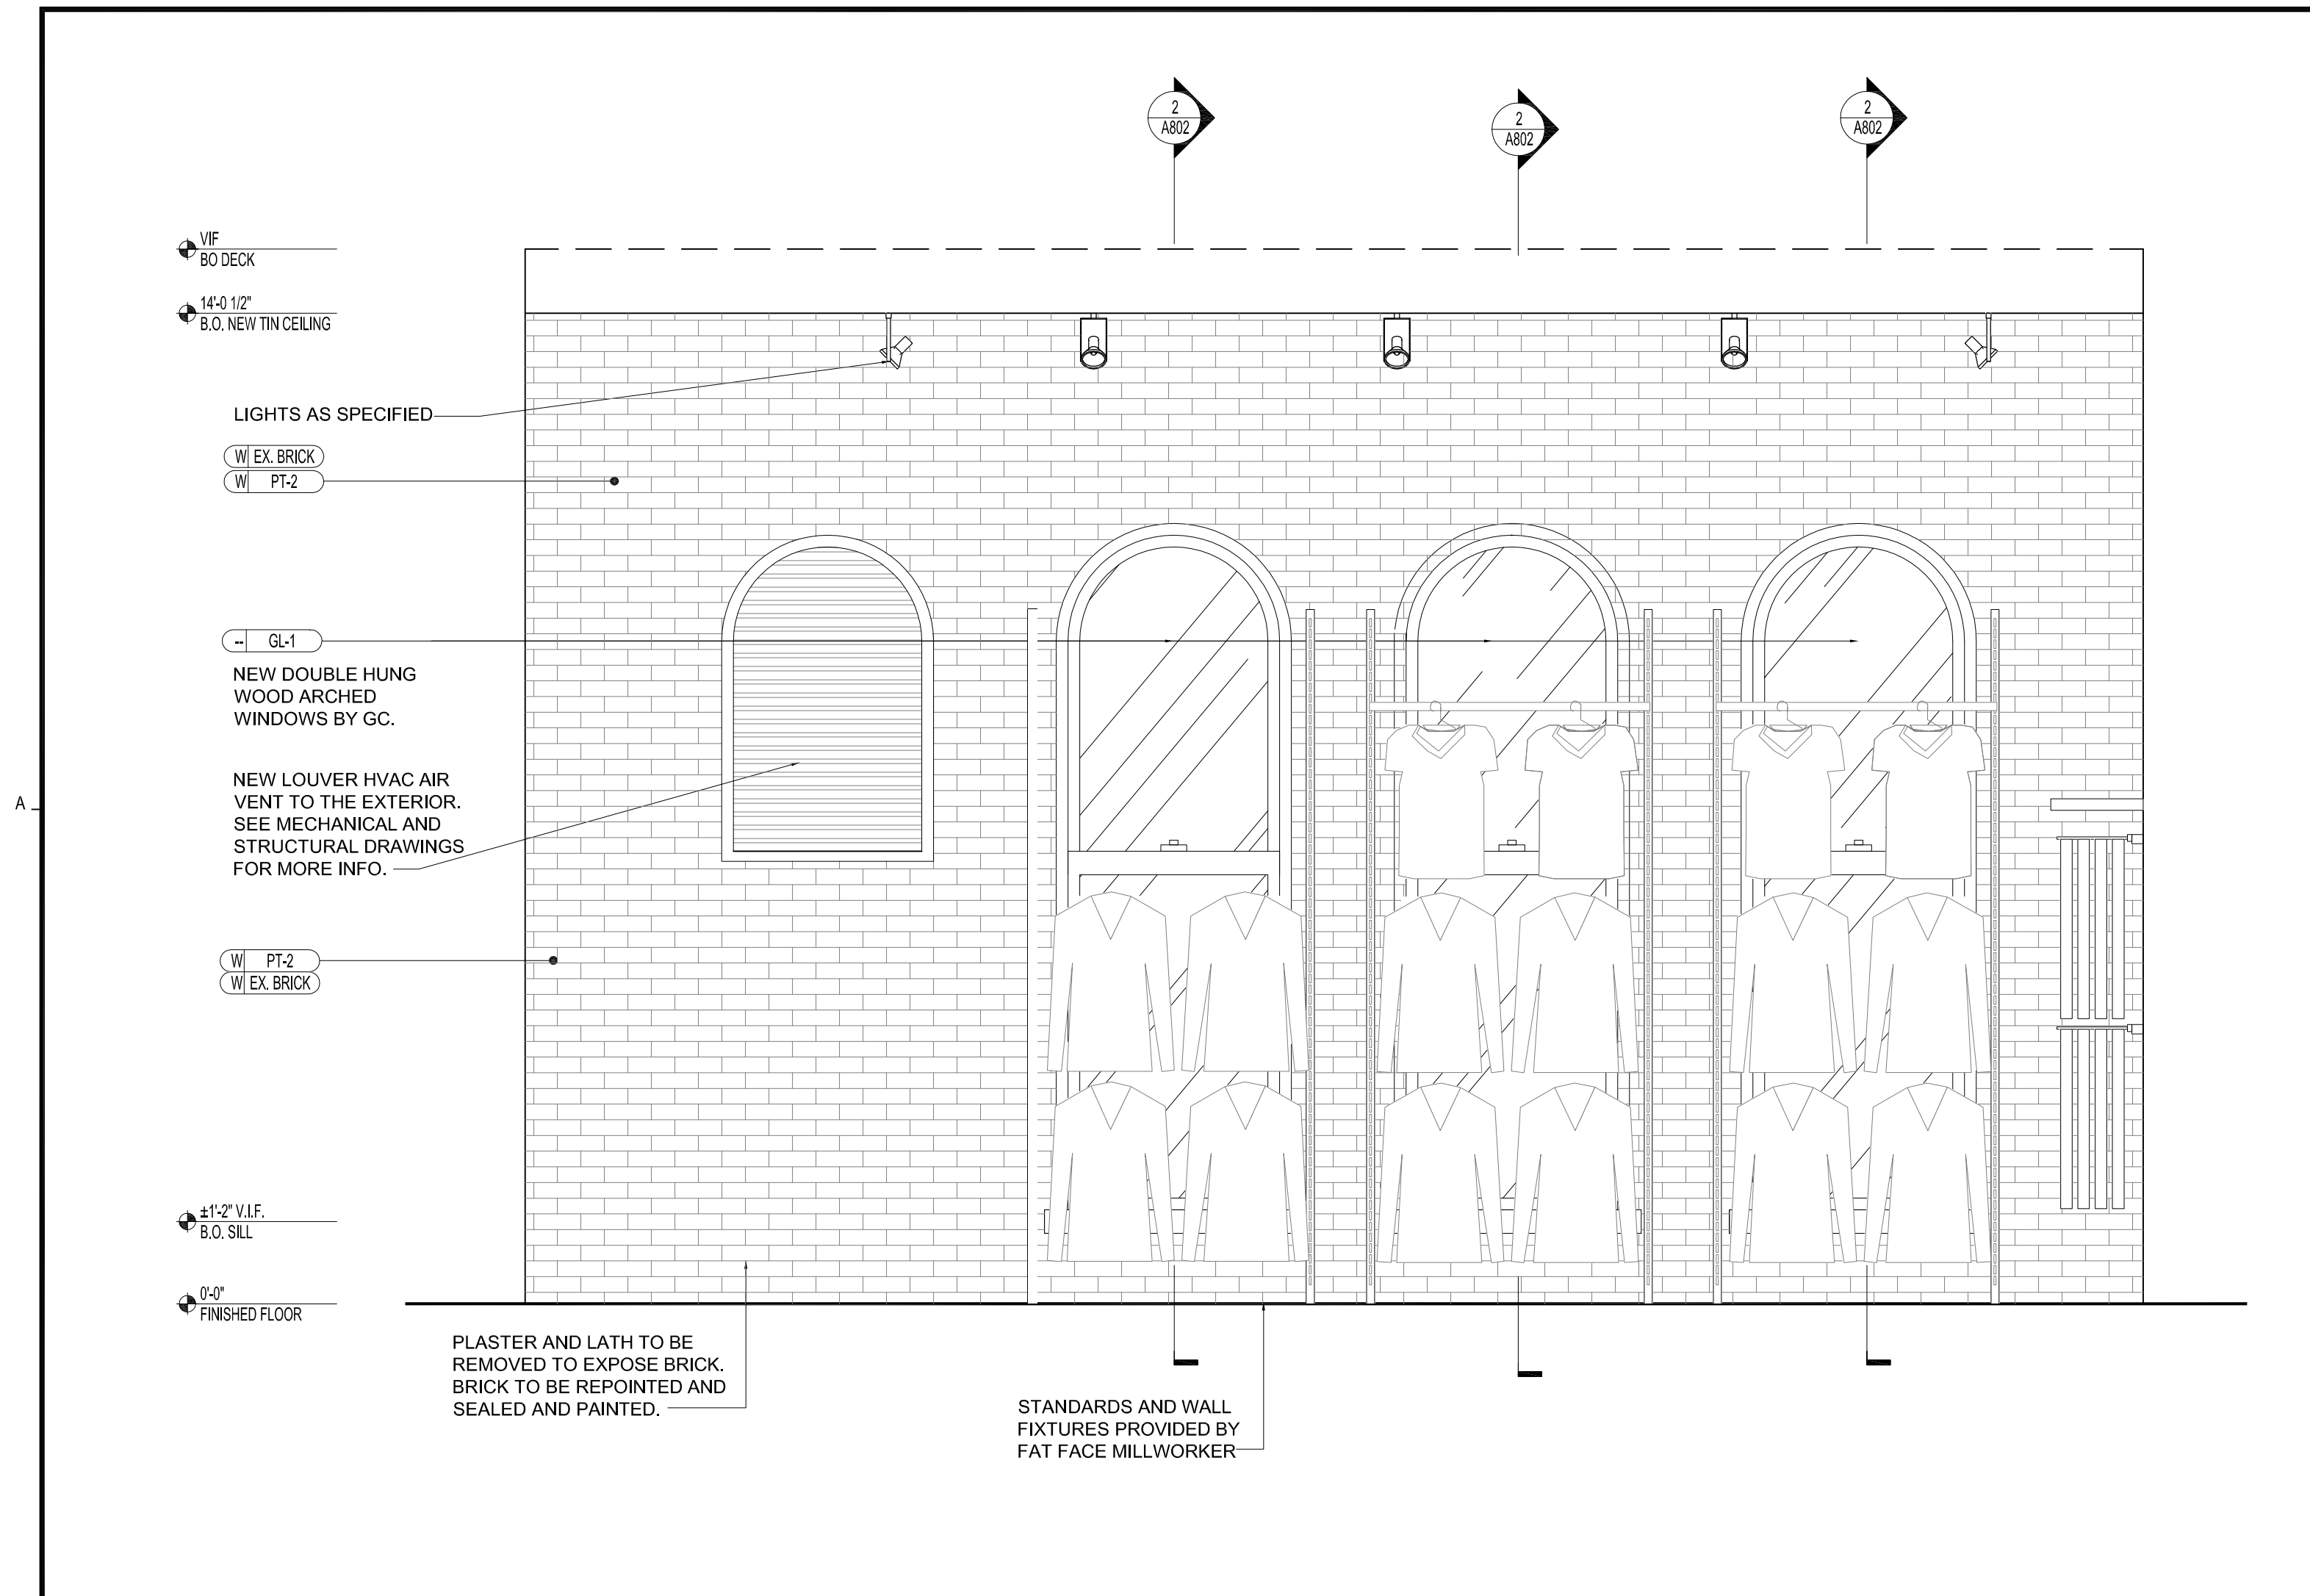 2
A802
2
A802
2
A802
VIF
BO DECK
14'-0 1/2"
B.O. NEW TIN CEILING
LIGHTS AS SPECIFIED
W EX. BRICK
W PT-2
-- GL-1
NEW DOUBLE HUNG
WOOD ARCHED
WINDOWS BY GC.
NEW LOUVER HVAC AIR
VENT TO THE EXTERIOR.
SEE MECHANICAL AND
STRUCTURAL DRAWINGS
FOR MORE INFO.
A
W PT-2
W EX. BRICK
±1'-2" V.I.F.
B.O. SILL
0'-0"
FINISHED FLOOR
PLASTER AND LATH TO BE
REMOVED TO EXPOSE BRICK.
BRICK TO BE REPOINTED AND
SEALED AND PAINTED.
STANDARDS AND WALL
FIXTURES PROVIDED BY
FAT FACE MILLWORKER